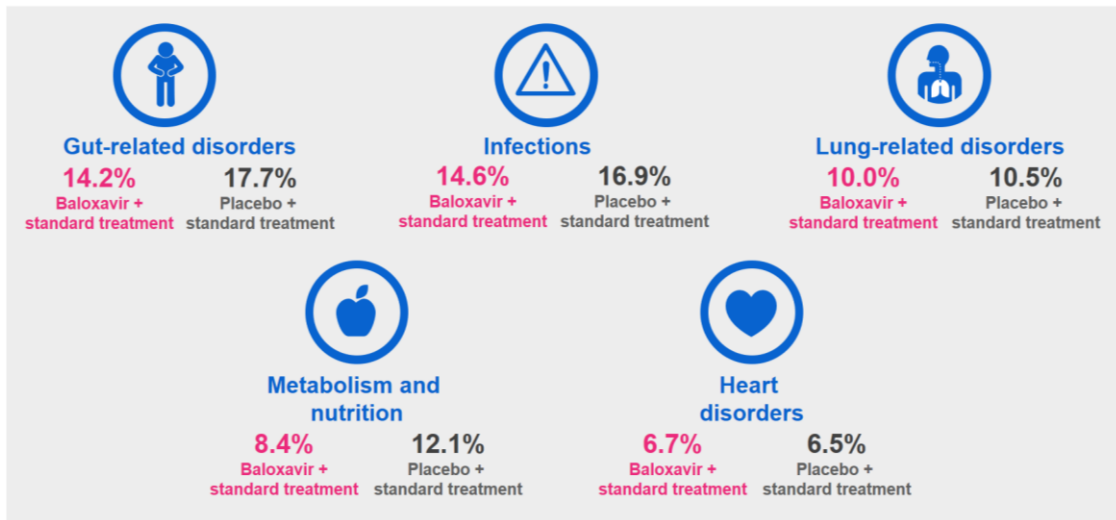 Gut-related disorders
14.2%
Baloxavir +
standard treatment
17.7%
Placebo +
standard treatment
Infections
14.6%
Baloxavir +
standard treatment
16.9%
Placebo +
standard treatment
Lung-related disorders
10.0%
Baloxavir +
standard treatment
10.5%
Placebo +
standard treatment
Metabolism and
nutrition
8.4%
Baloxavir +
standard treatment
12.1%
Placebo +
standard treatment
Heart
disorders
6.7%
Baloxavir +
standard treatment
6.5%
Placebo +
standard treatment